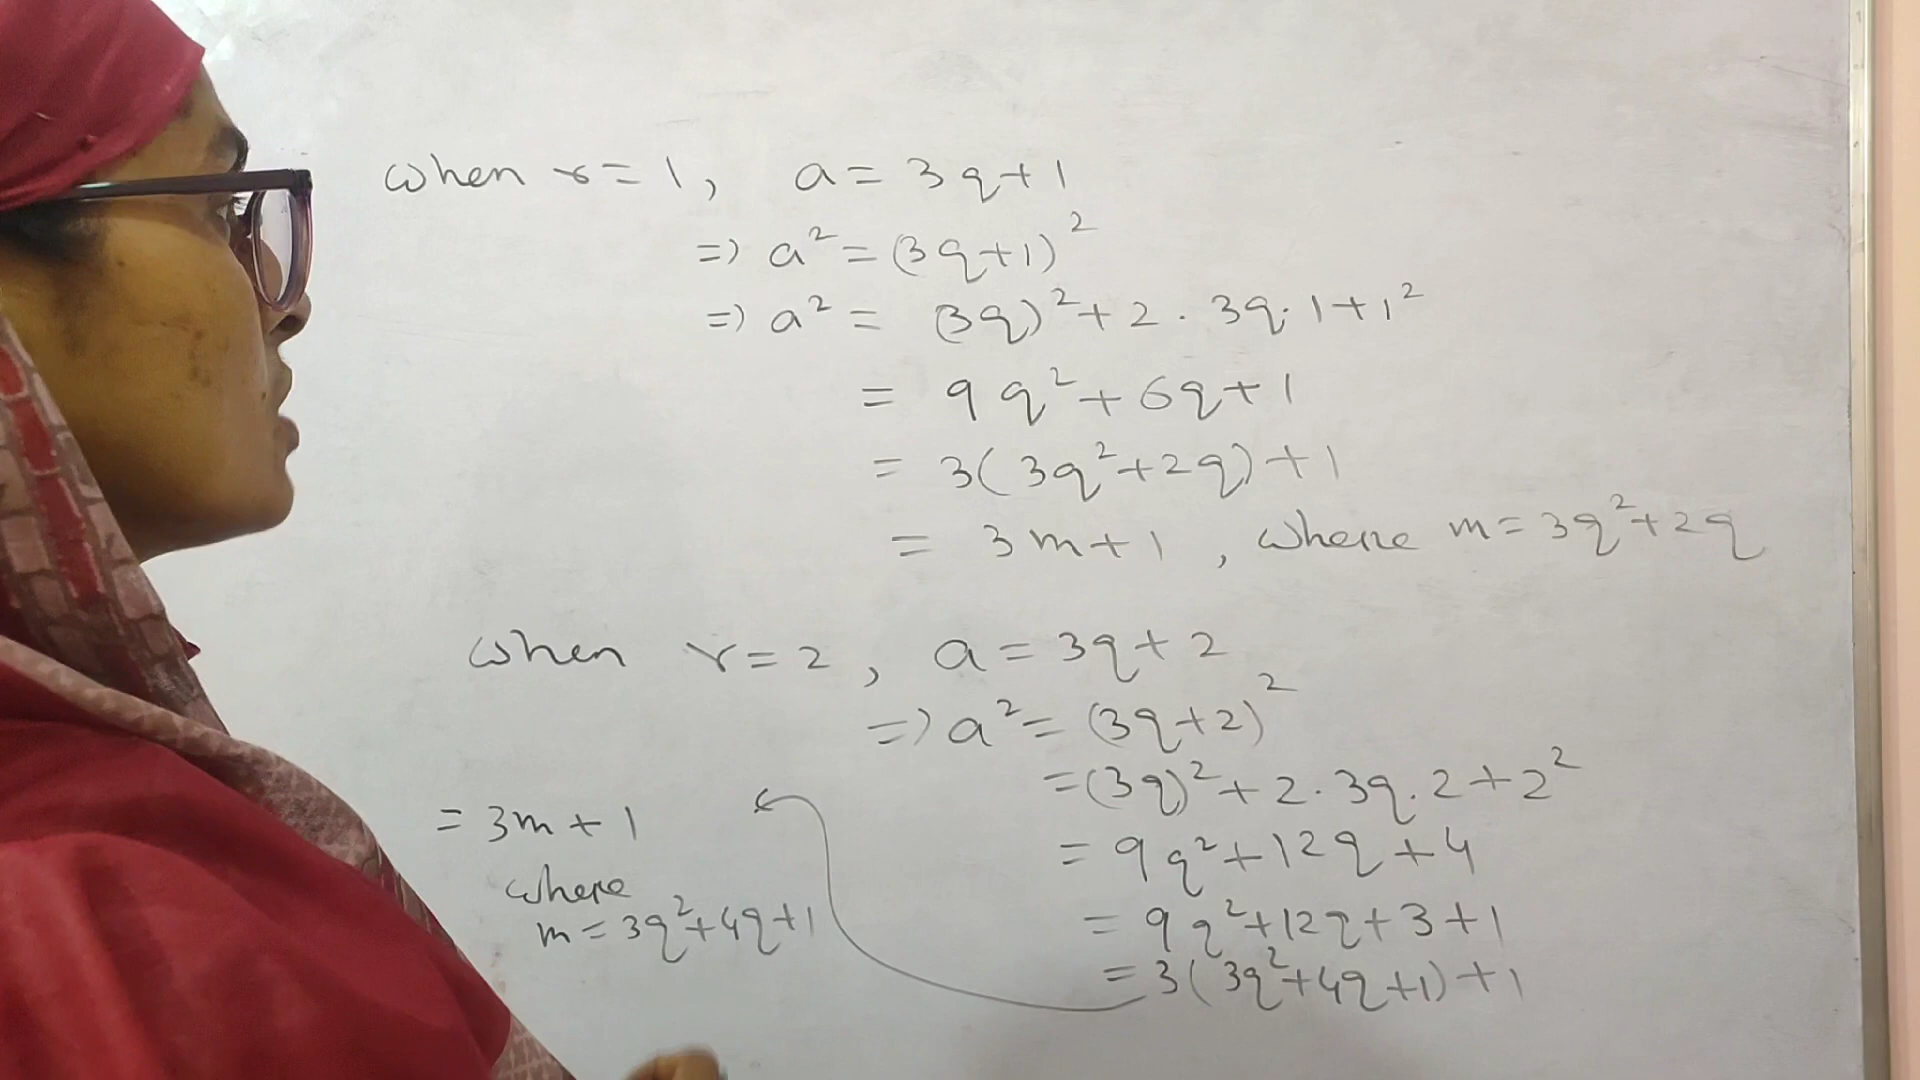 when r=1, a=3q+1
=> a²=(3q+1)²
=> a²= (3q)²+2.3q.1+1²
= 9q²+6q+1
= 3(3q²+2q)+1
= 3m+1, where m=3q²+2q
when r=2, a=3q+2
=> a²=(3q+2)²
=(3q)²+2.3q.2+2²
= 9q²+12q+4
= 9q²+12q+3+1
= 3(3q²+4q+1)+1
= 3m+1
where
m=3q²+4q+1